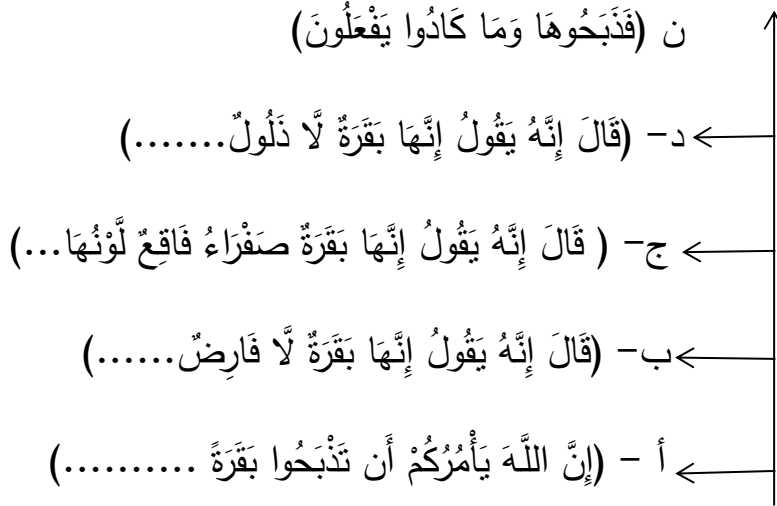 ن (فَذَبَحُوهَا وَمَا كَادُوا يَفْعَلُونَ)
د- (قَالَ إِنَّهُ يَقُولُ إِنَّهَا بَقَرَةٌ لَّا ذَلُولٌ.......)
ج- ( قَالَ إِنَّهُ يَقُولُ إِنَّهَا بَقَرَةٌ صَفْرَاءُ فَاقِعٌ لَّوْنُهَا...)
ب- (قَالَ إِنَّهُ يَقُولُ إِنَّهَا بَقَرَةٌ لَّا فَارِضٌ......)
أ - (إِنَّ اللَّهَ يَأْمُرُكُمْ أَن تَذْبَحُوا بَقَرَةً ..........)